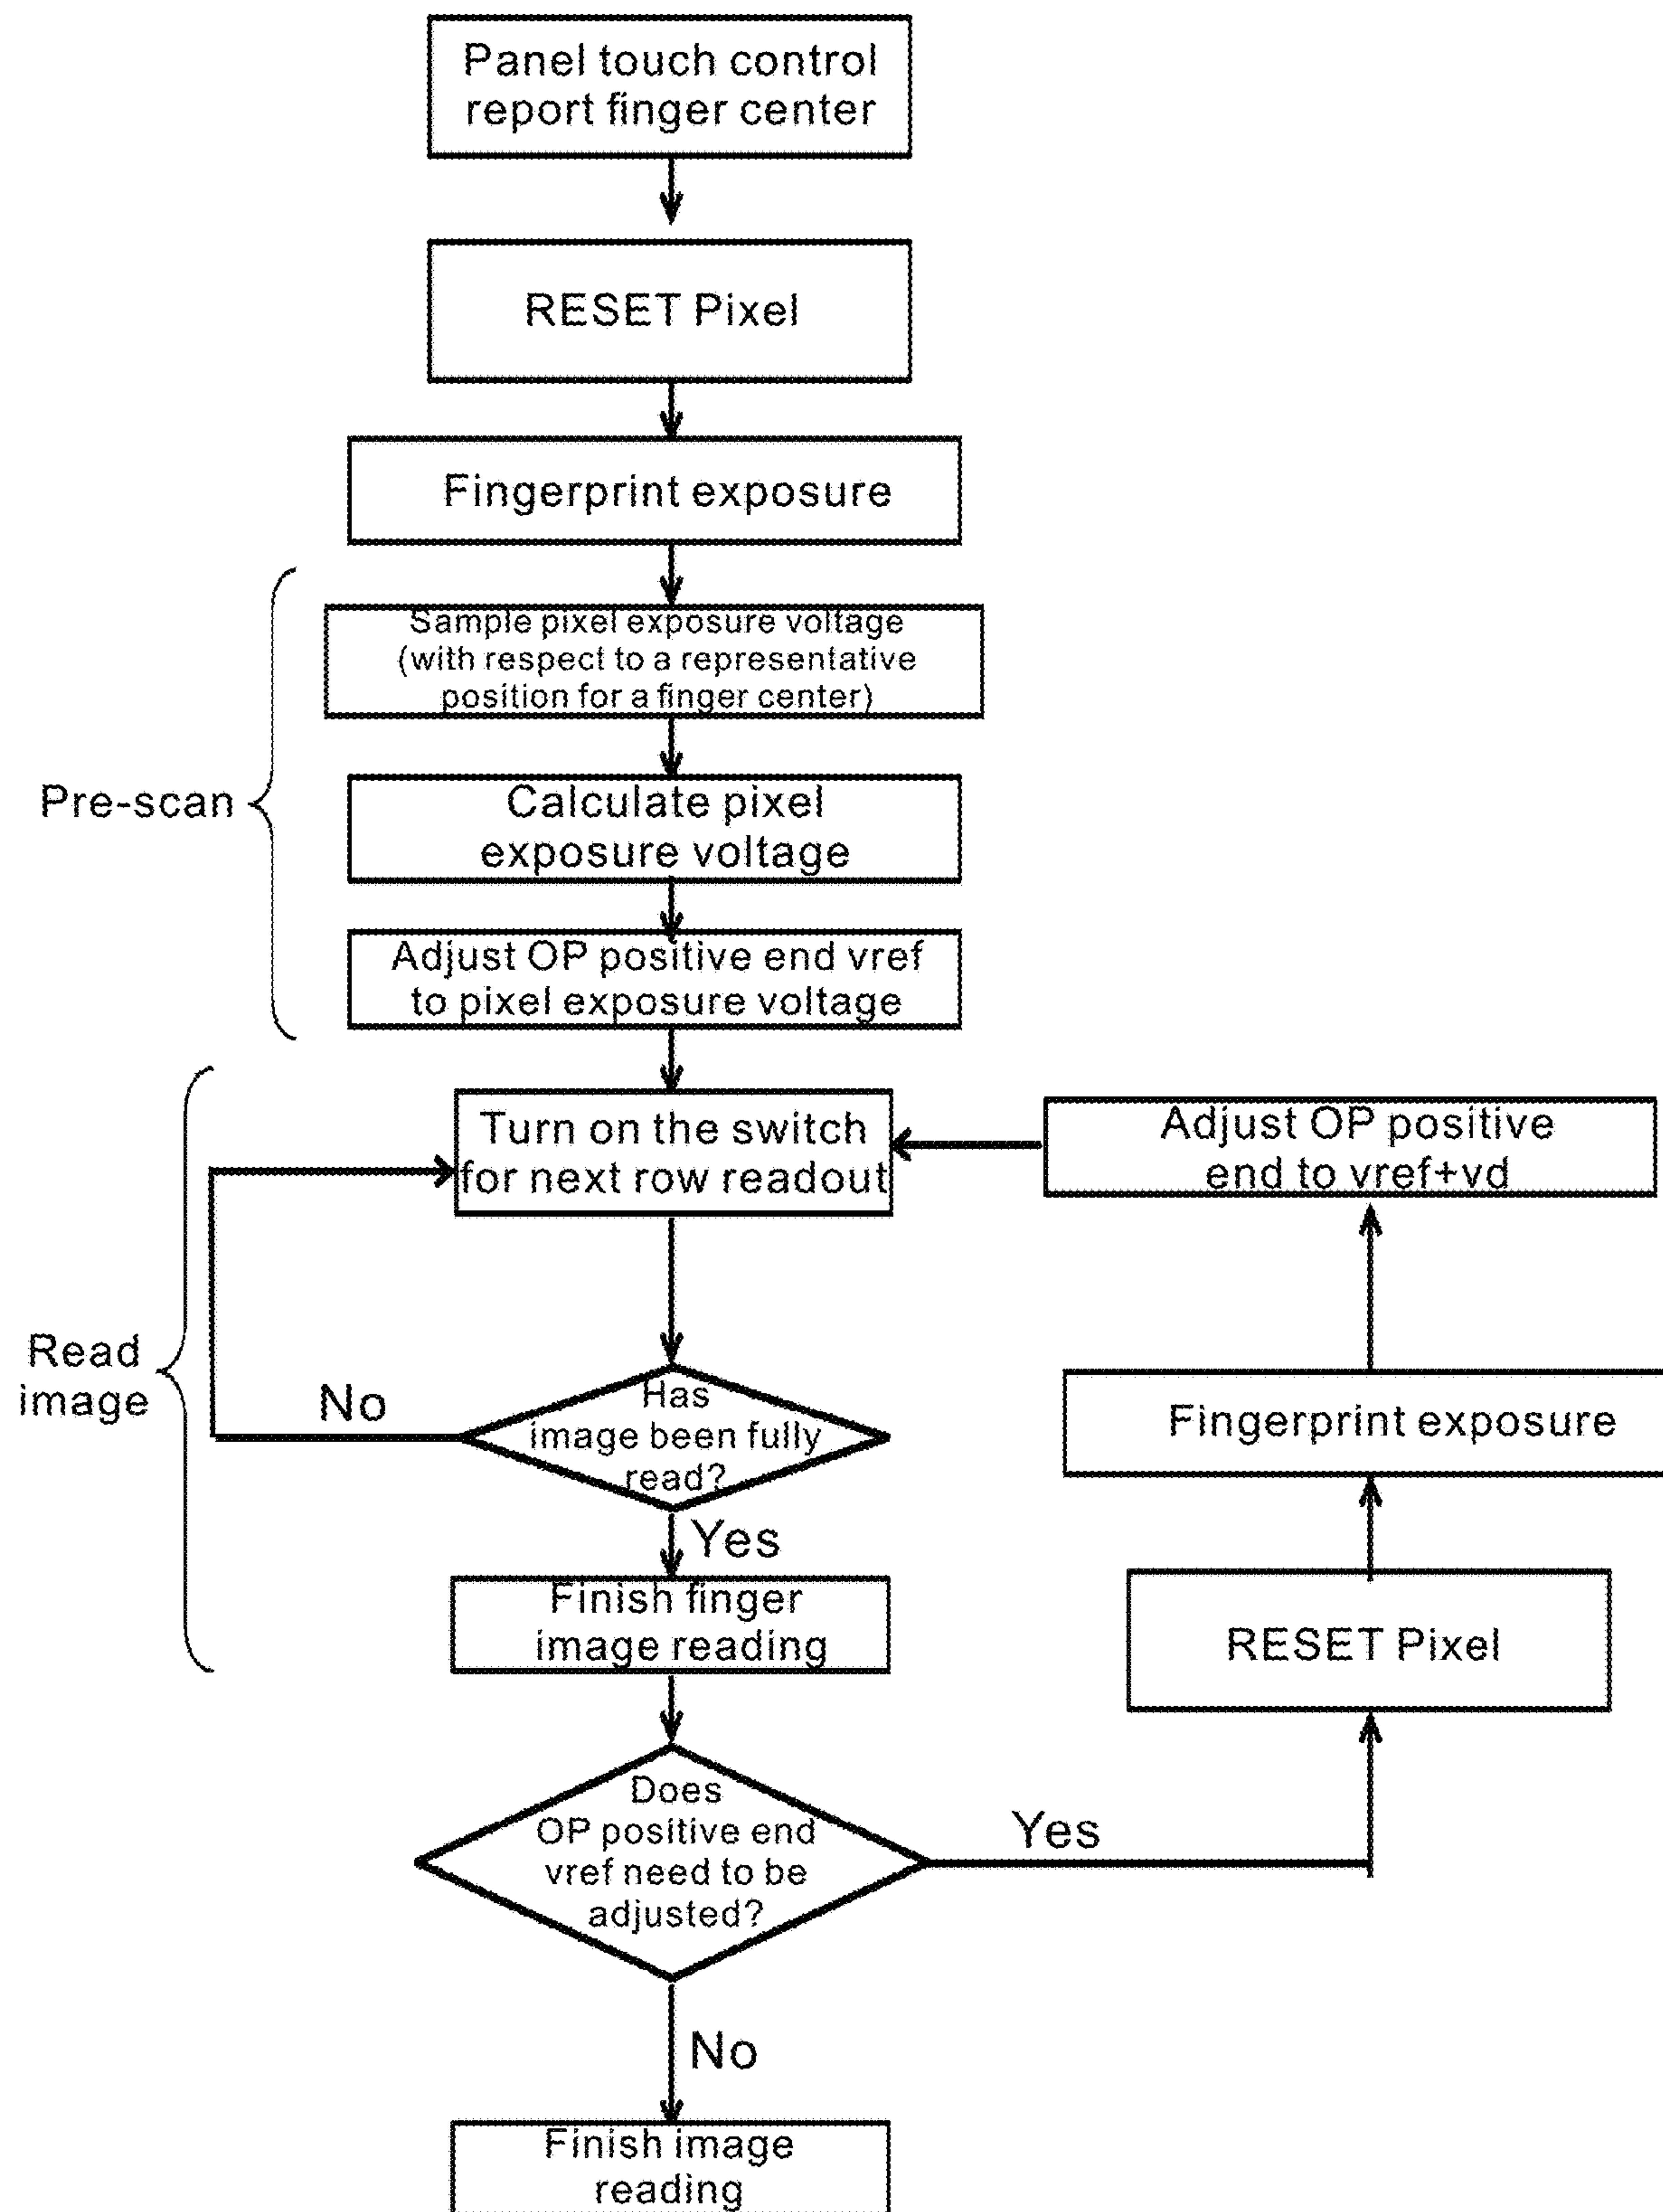 Panel touch control
report finger center
RESET Pixel
Fingerprint exposure
Sample pixel exposure voltage
(with respect to a representative
position for a finger center)
Pre-scan
Calculate pixel
exposure voltage
Adjust OP positive end vref
to pixel exposure voltage
Turn on the switch
for next row readout
Adjust OP positive
end to vref+vd
Read
image
No
Has
image been fully
read?
Fingerprint exposure
Yes
Finish finger
image reading
RESET Pixel
Does
OP positive end
vref need to be
adjusted?
Yes
No
Finish image
reading